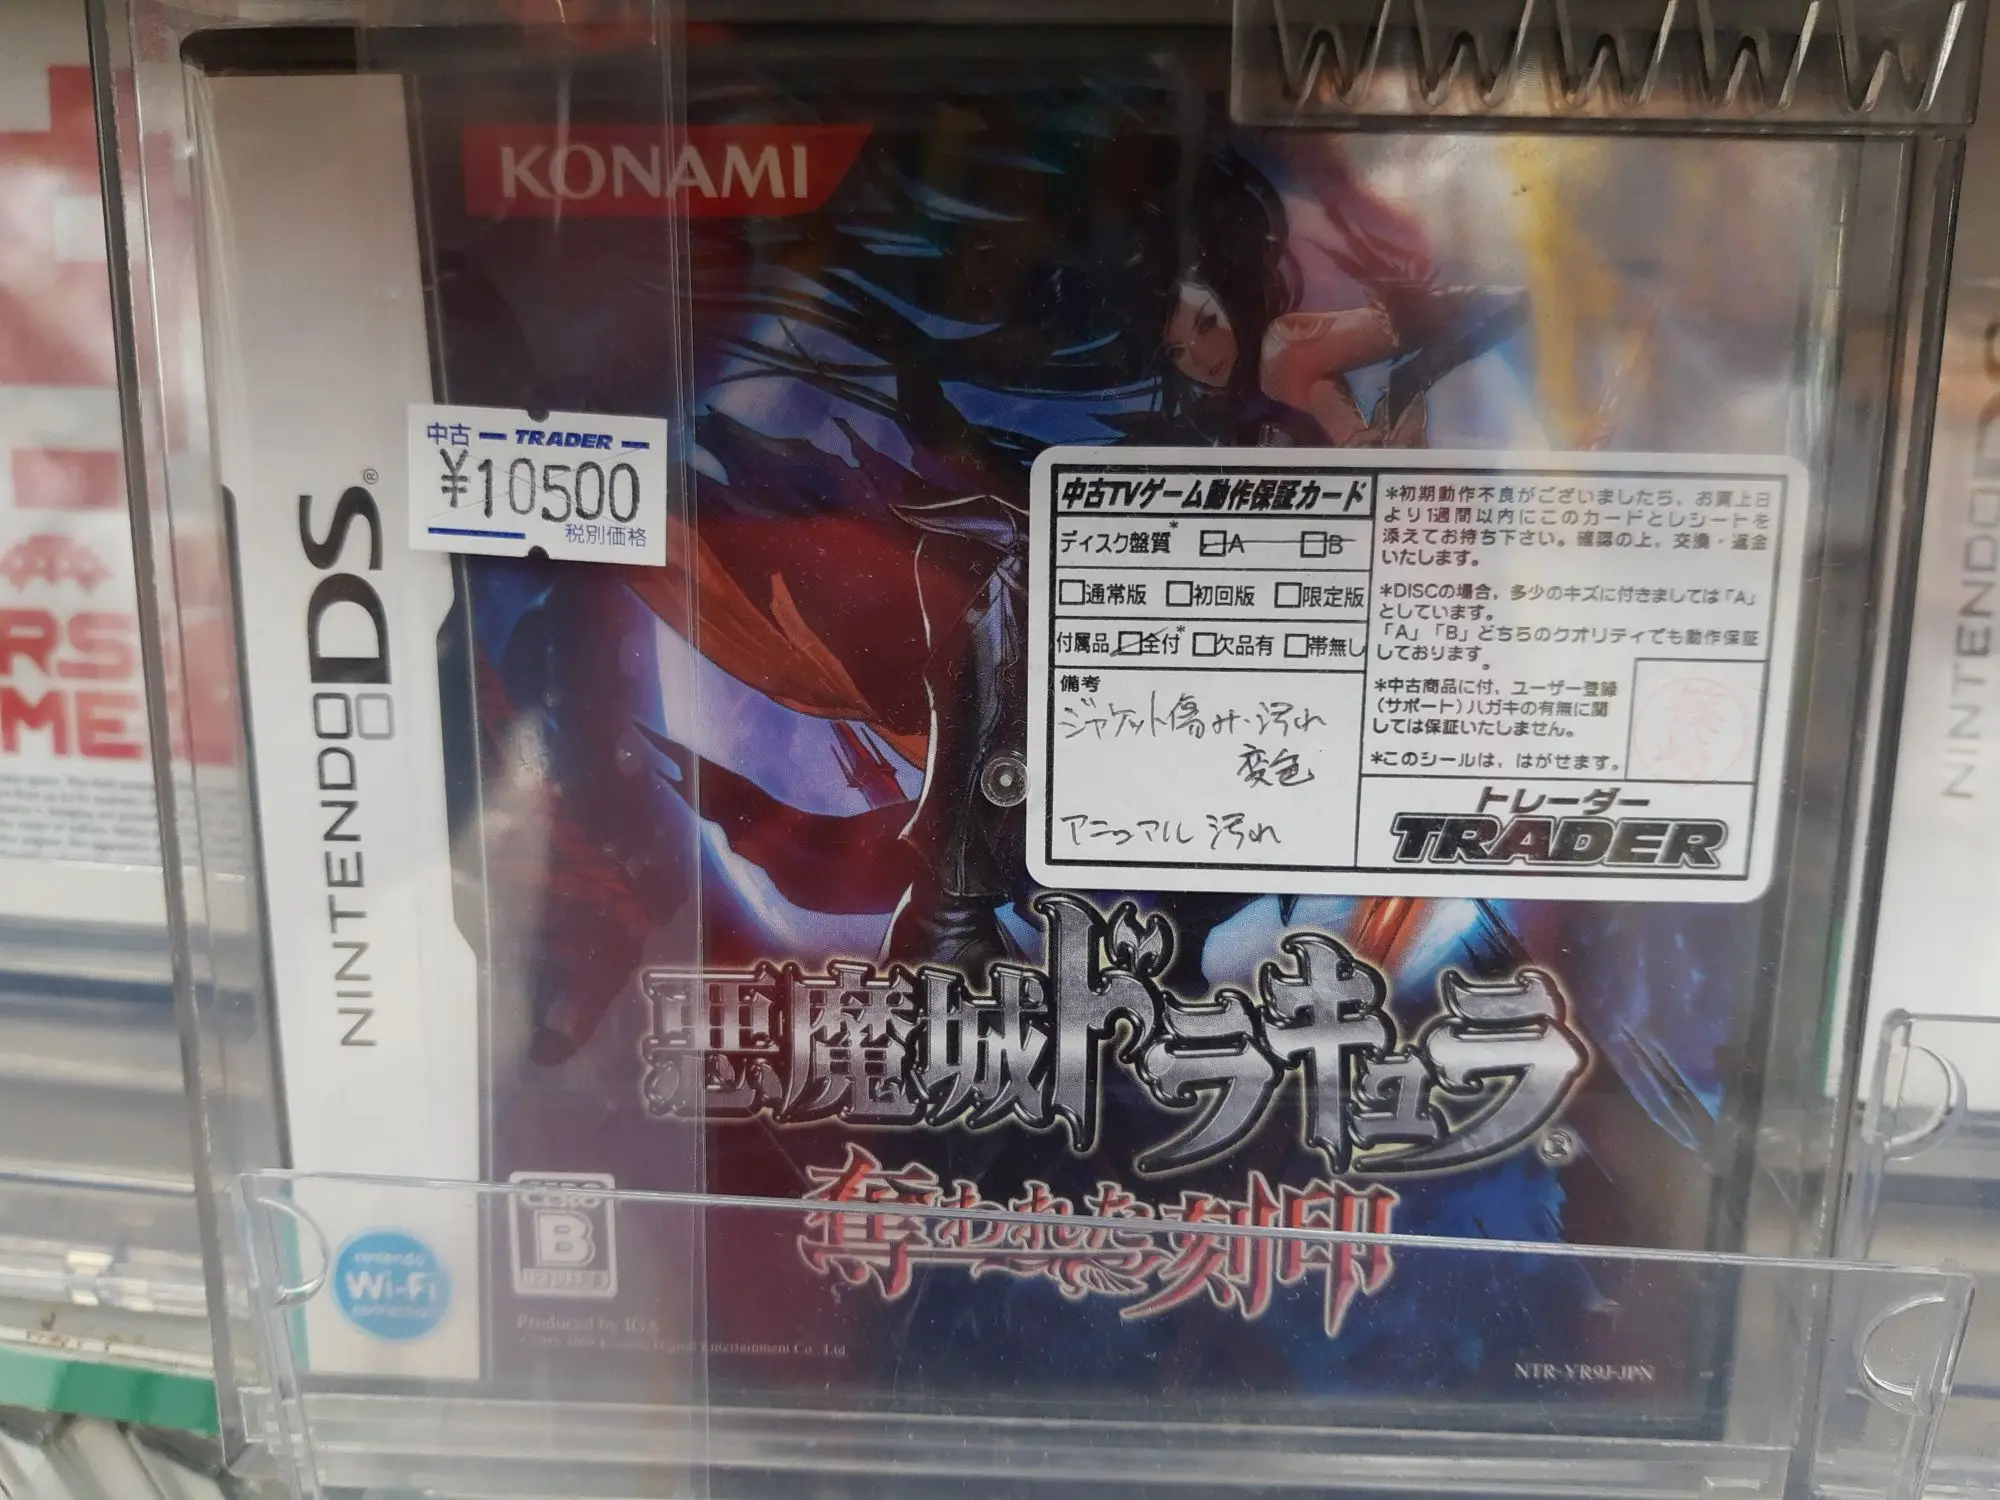 KONAMI
NINTENDO DS®
中古 TRADER
¥10500
税別価格
中古TVゲーム動作保証カード
ディスク盤質* □A □B
□通常版 □初回版 □限定版
付属品 □全付* □欠品有 □帯無し
備考
ジャケット傷み・汚れ
変色
マニュアル 汚れ
*初期動作不良がございましたら、お買上日
より1週間以内にこのカードとレシートを
添えてお持ち下さい。確認の上、交換・返金
いたします。
*DISCの場合、多少のキズに付きましては「A」
としています。
「A」「B」どちらのクオリティでも動作保証
しております。
*中古商品に付、ユーザー登録
(サポート)ハガキの有無に関
しては保証いたしません。
*このシールは、はがせます。
トレーダー
TRADER
悪魔城ドラキュラ®
奪われた刻印
B
Nintendo
Wi-Fi
connection
Produced by IGA
Digital Entertainment Co., Ltd.
NTR-YR9J-JPN
RS
ME
NINTENDO DS